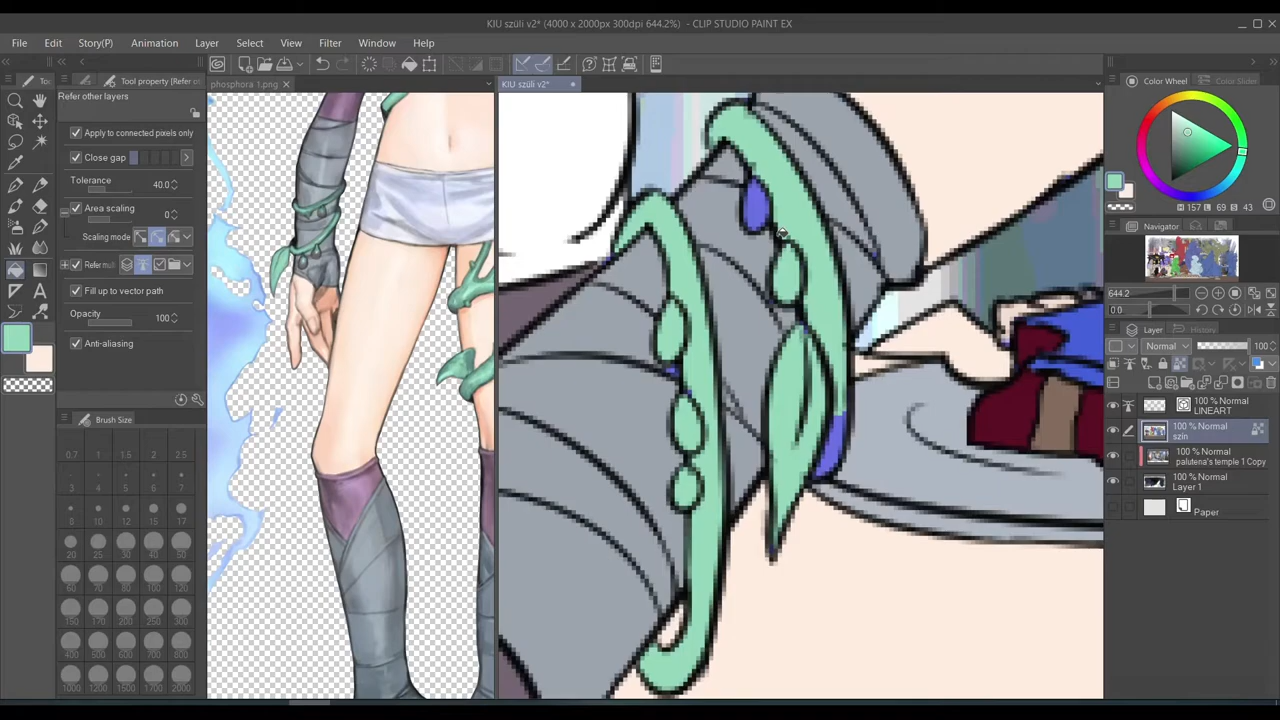 KIU szüli v2* (4000 x 2000px 300dpi 644.2%) - CLIP STUDIO PAINT EX
File Edit Story(P) Animation Layer Select View Filter Window Help
Tool property [Refer ot
phosphora 1.png
KIU szüli v2*
Color Wheel Color Slider
Refer other layers
Apply to connected pixels only
Close gap
Tolerance 40.0
Area scaling 0
Scaling mode
Refer mul
Fill up to vector path
Opacity 100
Anti-aliasing
Brush Size
0.7 1 1.5 2 2.5
3 4 5 6 7
8 10 12 15 17
20 25 30 40 50
60 70 80 100 120
150 170 200 250 300
400 500 600 700 800
1000 1200 1500 1700 2000
H 157 S 69 S 43
Navigator
644.2
0.0
Layer History
Normal 100
100 % Normal
LINEART
100 % Normal
szín
100 % Normal
palutena's temple 1 Copy
100 % Normal
Layer 1
Paper